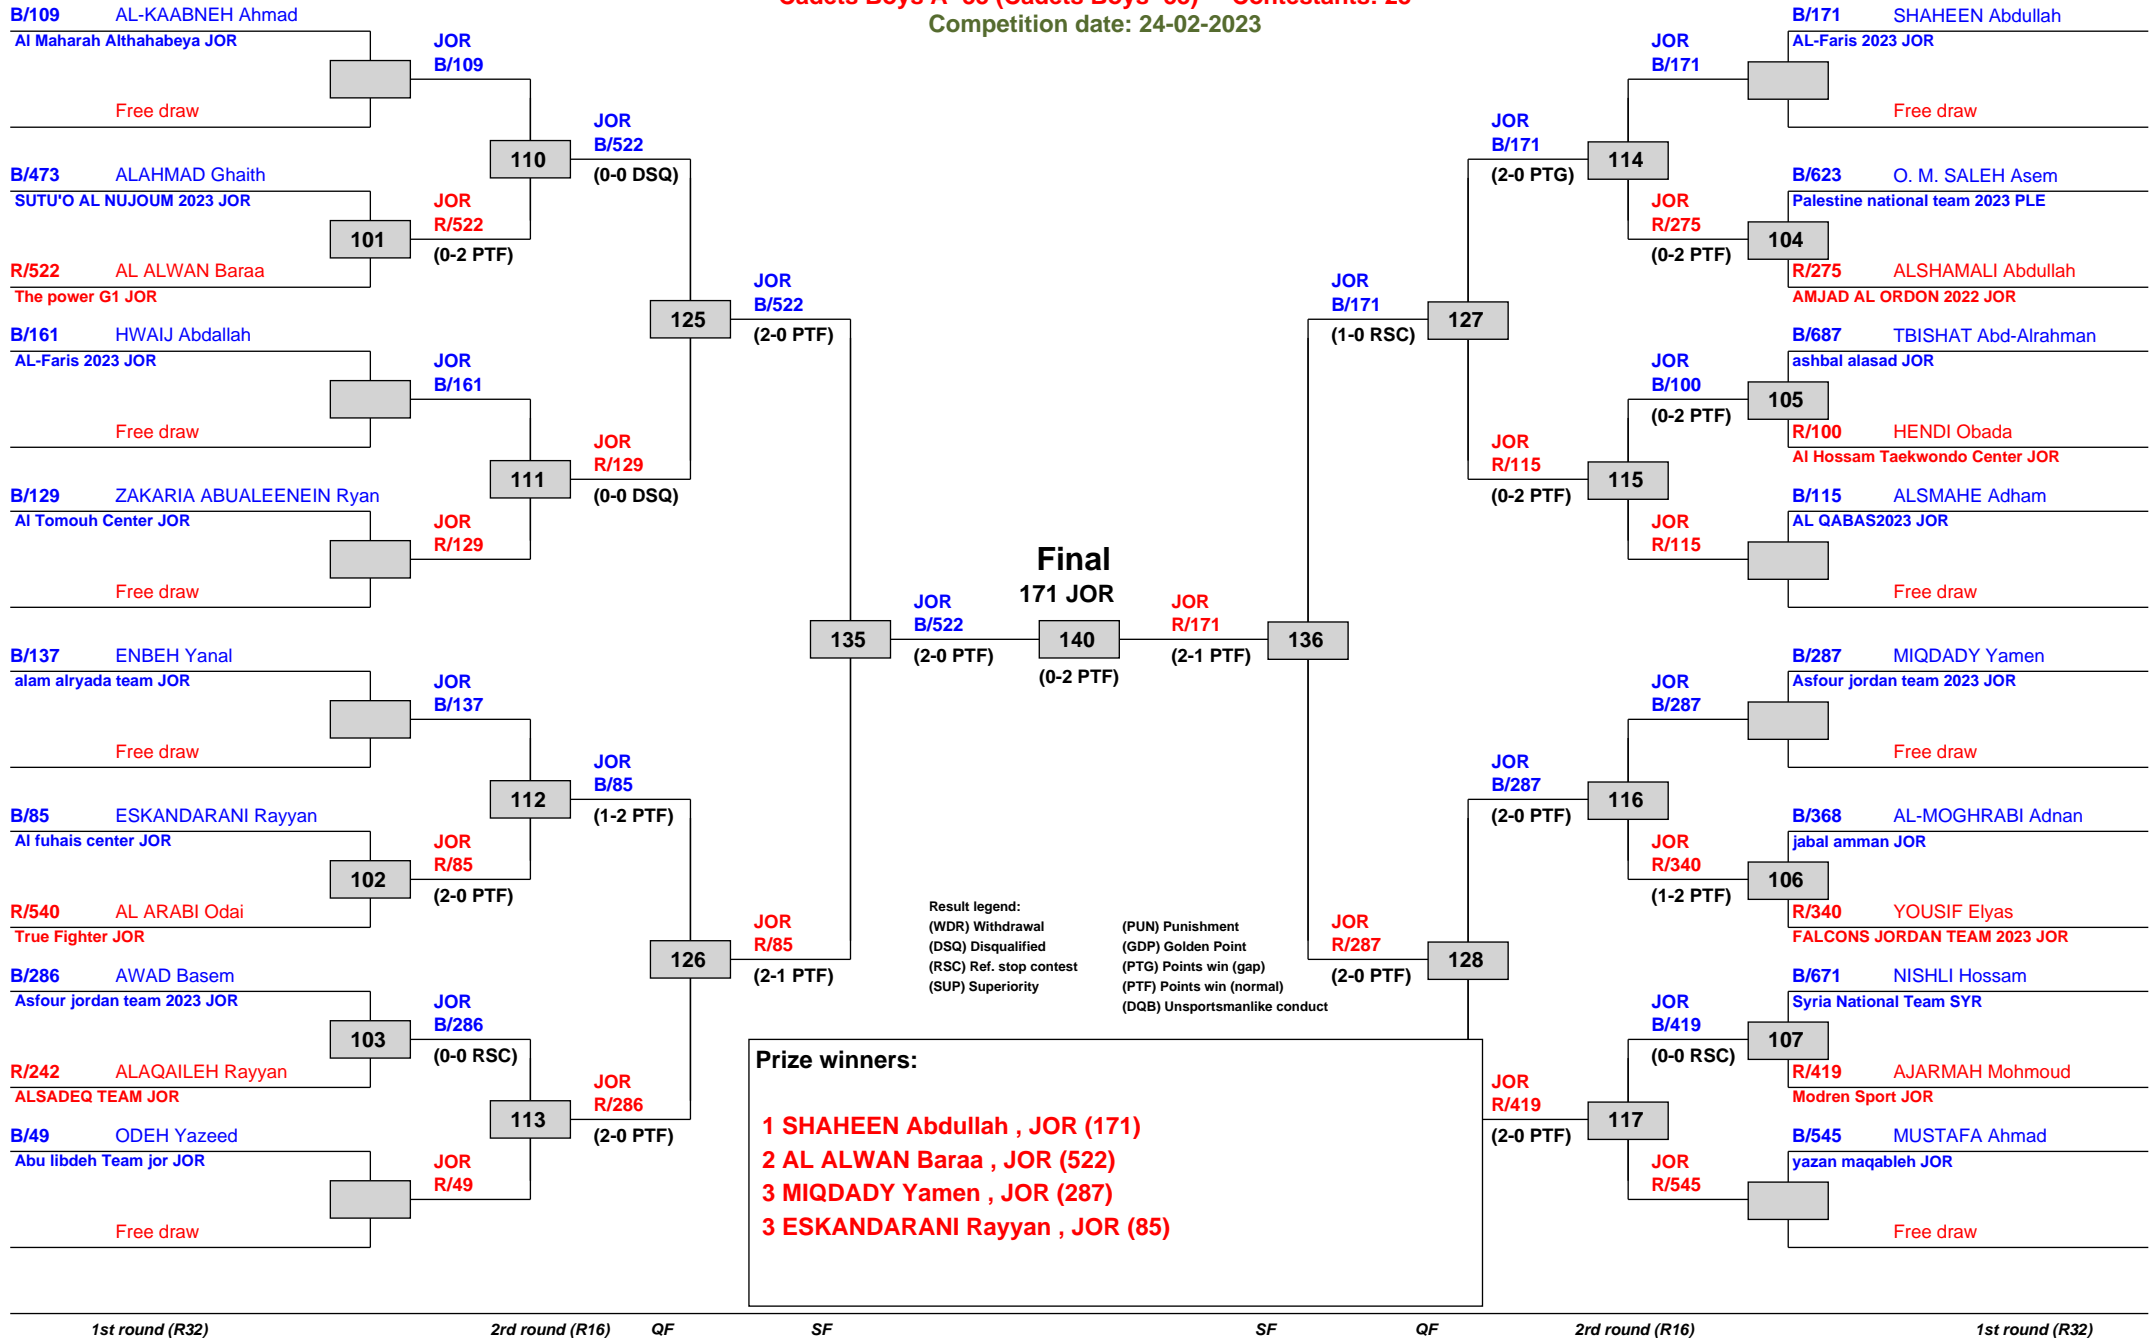 Competition date: 24-02-2023
B/109 AL-KAABNEH Ahmad
Al Maharah Althahabeya JOR
Free draw
B/473 ALAHMAD Ghaith
SUTU'O AL NUJOUM 2023 JOR
101
R/522 AL ALWAN Baraa
The power G1 JOR
B/161 HWAIJ Abdallah
AL-Faris 2023 JOR
Free draw
B/129 ZAKARIA ABUALEENEIN Ryan
Al Tomouh Center JOR
Free draw
B/137 ENBEH Yanal
alam alryada team JOR
Free draw
B/85 ESKANDARANI Rayyan
Al fuhais center JOR
102
R/540 AL ARABI Odai
True Fighter JOR
B/286 AWAD Basem
Asfour jordan team 2023 JOR
103
R/242 ALAQAILEH Rayyan
ALSADEQ TEAM JOR
B/49 ODEH Yazeed
Abu libdeh Team jor JOR
Free draw
JOR
B/109
110
JOR
R/522
(0-2 PTF)
JOR
B/161
111
JOR
R/129
JOR
B/137
112
JOR
R/85
(2-0 PTF)
JOR
B/286
(0-0 RSC)
113
JOR
R/49
JOR
B/522
(0-0 DSQ)
125
JOR
R/129
(0-0 DSQ)
JOR
B/85
(1-2 PTF)
126
JOR
R/286
(2-0 PTF)
JOR
B/522
(2-0 PTF)
135
JOR
R/85
(2-1 PTF)
Final
171 JOR
JOR
B/522
(2-0 PTF)
140
(0-2 PTF)
JOR
R/171
(2-1 PTF)
JOR
B/171
(1-0 RSC)
136
JOR
R/287
(2-0 PTF)
JOR
B/171
(2-0 PTG)
127
JOR
R/115
(0-2 PTF)
JOR
B/287
(2-0 PTF)
128
JOR
R/419
(2-0 PTF)
JOR
B/171
114
JOR
R/275
(0-2 PTF)
JOR
B/100
(0-2 PTF)
115
JOR
R/115
JOR
B/287
116
JOR
R/340
(1-2 PTF)
JOR
B/419
(0-0 RSC)
117
JOR
R/545
B/171 SHAHEEN Abdullah
AL-Faris 2023 JOR
Free draw
B/623 O. M. SALEH Asem
Palestine national team 2023 PLE
104
R/275 ALSHAMALI Abdullah
AMJAD AL ORDON 2022 JOR
B/687 TBISHAT Abd-Alrahman
ashbal alasad JOR
105
R/100 HENDI Obada
Al Hossam Taekwondo Center JOR
B/115 ALSMAHE Adham
AL QABAS2023 JOR
Free draw
B/287 MIQDADY Yamen
Asfour jordan team 2023 JOR
Free draw
B/368 AL-MOGHRABI Adnan
jabal amman JOR
106
R/340 YOUSIF Elyas
FALCONS JORDAN TEAM 2023 JOR
B/671 NISHLI Hossam
Syria National Team SYR
107
R/419 AJARMAH Mohmoud
Modren Sport JOR
B/545 MUSTAFA Ahmad
yazan maqableh JOR
Free draw
Result legend:
(WDR) Withdrawal (PUN) Punishment
(DSQ) Disqualified (GDP) Golden Point
(RSC) Ref. stop contest (PTG) Points win (gap)
(SUP) Superiority (PTF) Points win (normal)
(DQB) Unsportsmanlike conduct
Prize winners:
1 SHAHEEN Abdullah , JOR (171)
2 AL ALWAN Baraa , JOR (522)
3 MIQDADY Yamen , JOR (287)
3 ESKANDARANI Rayyan , JOR (85)
1st round (R32) 2rd round (R16) QF SF SF QF 2rd round (R16) 1st round (R32)